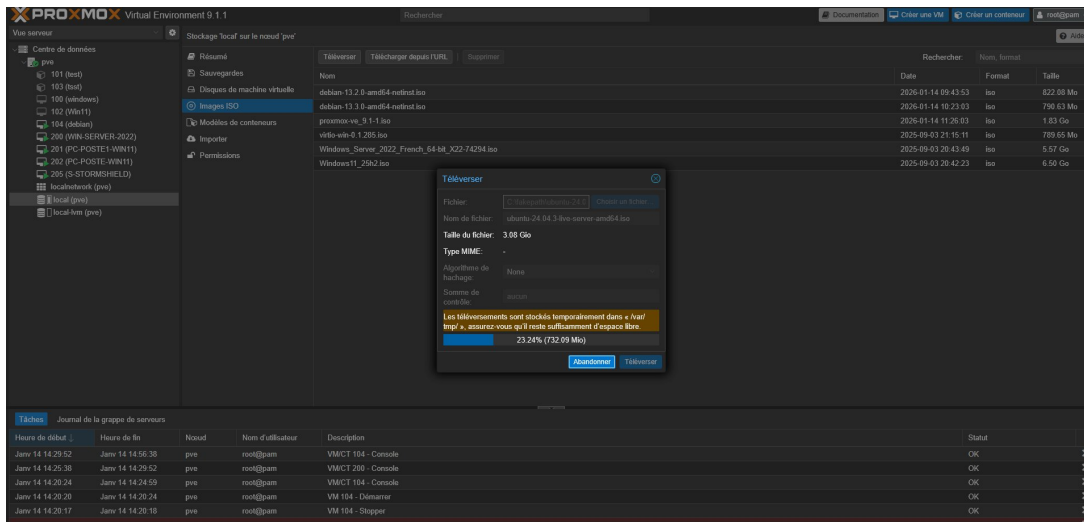 PROXMOX Virtual Environment 9.1.1 Rechercher Documentation Créer une VM Créer un conteneur root@pam
Vue serveur
Stockage 'local' sur le nœud 'pve' Aide
Centre de données
pve
101 (test)
103 (test)
100 (windows)
102 (Win11)
104 (debian)
200 (WIN-SERVER-2022)
201 (PC-POSTE1-WIN11)
202 (PC-POSTE-WIN11)
205 (S-STORMSHIELD)
localnetwork (pve)
local (pve)
local-lvm (pve)
Résumé
Sauvegardes
Disques de machine virtuelle
Images ISO
Modèles de conteneurs
Importer
Permissions
Téléverser Télécharger depuis l'URL Supprimer Rechercher: Nom, format
Nom Date Format Taille
debian-13.2.0-amd64-netinst.iso 2026-01-14 09:43:53 iso 822.08 Mo
debian-13.3.0-amd64-netinst.iso 2026-01-14 10:23:03 iso 790.63 Mo
proxmox-ve_9.1-1.iso 2026-01-14 11:26:03 iso 1.83 Go
virtio-win-0.1.285.iso 2025-09-03 21:15:11 iso 789.65 Mo
Windows_Server_2022_French_64-bit_X22-74294.iso 2025-09-03 20:43:49 iso 5.57 Go
Windows11_25h2.iso 2025-09-03 20:42:23 iso 6.50 Go
Téléverser
Fichier: C:\fakepath\ubuntu-24.0 Choisir un fichier ...
Nom de fichier: ubuntu-24.04.3-live-server-amd64.iso
Taille du fichier: 3.08 Gio
Type MIME: -
Algorithme de hachage: None
Somme de contrôle: aucun
Les téléversements sont stockés temporairement dans « /var/
tmp/ », assurez-vous qu'il reste suffisamment d'espace libre.
23.24% (732.09 Mio)
Abandonner Téléverser
Tâches Journal de la grappe de serveurs
Heure de début ↓ Heure de fin Nœud Nom d'utilisateur Description Statut
Janv 14 14:29:52 Janv 14 14:56:38 pve root@pam VM/CT 104 - Console OK
Janv 14 14:25:38 Janv 14 14:29:52 pve root@pam VM/CT 200 - Console OK
Janv 14 14:20:24 Janv 14 14:24:59 pve root@pam VM/CT 104 - Console OK
Janv 14 14:20:20 Janv 14 14:20:24 pve root@pam VM 104 - Démarrer OK
Janv 14 14:20:17 Janv 14 14:20:18 pve root@pam VM 104 - Stopper OK